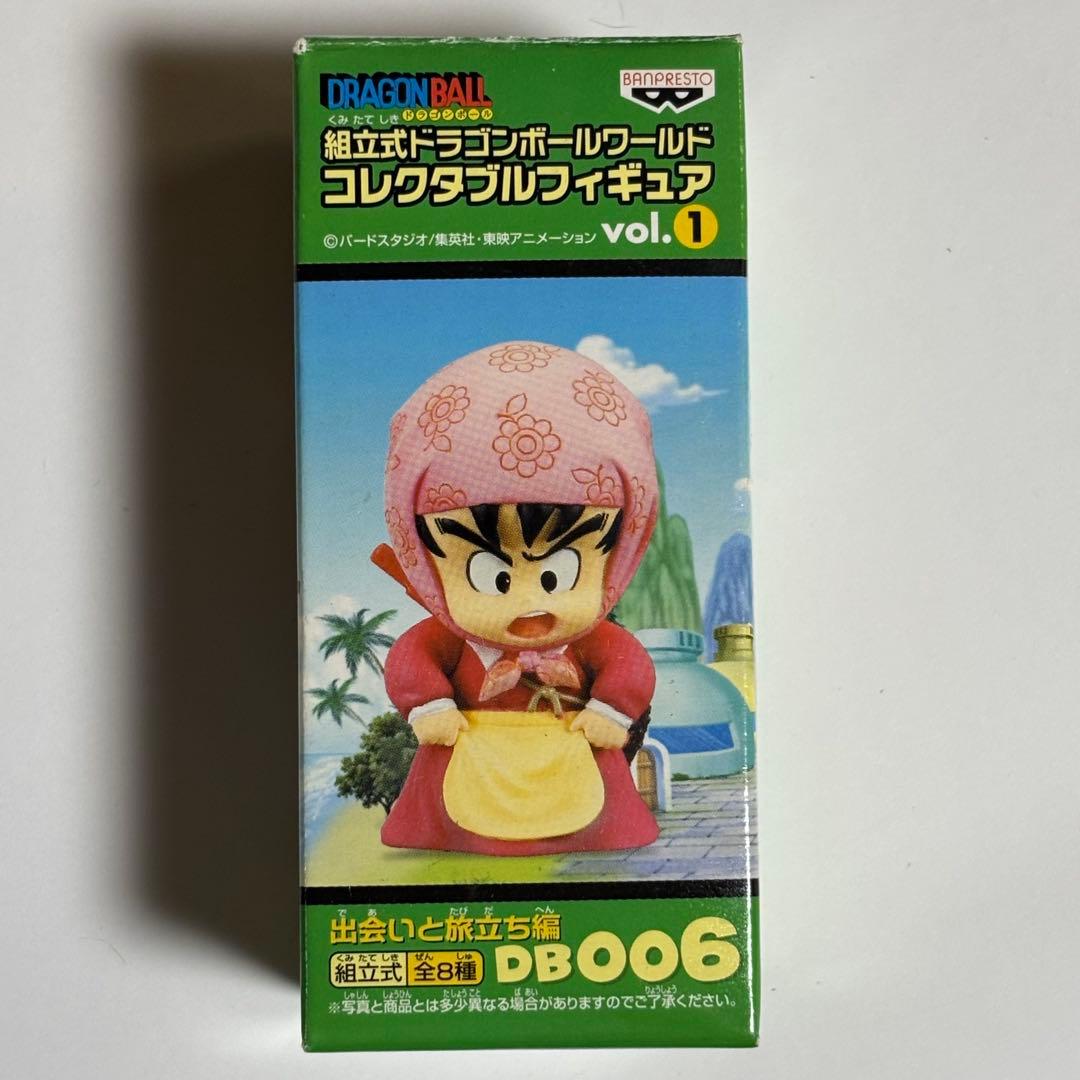 DRAGON BALL
ドラゴンボール
BANPRESTO
くみ たて しき
組立式ドラゴンボールワールド
コレクタブルフィギュア
©バードスタジオ/集英社・東映アニメーション vol.1
で あ たび だ へん
出会いと旅立ち編
くみ たて しき ぜん しゅ
組立式 全8種 DB006
しゃしん しょうひん たしょうこと ば あい りょうしょう
※写真と商品とは多少異なる場合がありますのでご了承ください。